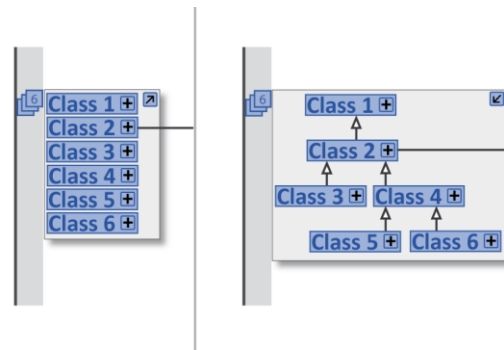 6
Class 1 +
Class 2 +
Class 3 +
Class 4 +
Class 5 +
Class 6 +
6
Class 1 +
Class 2 +
Class 3 + Class 4 +
Class 5 + Class 6 +